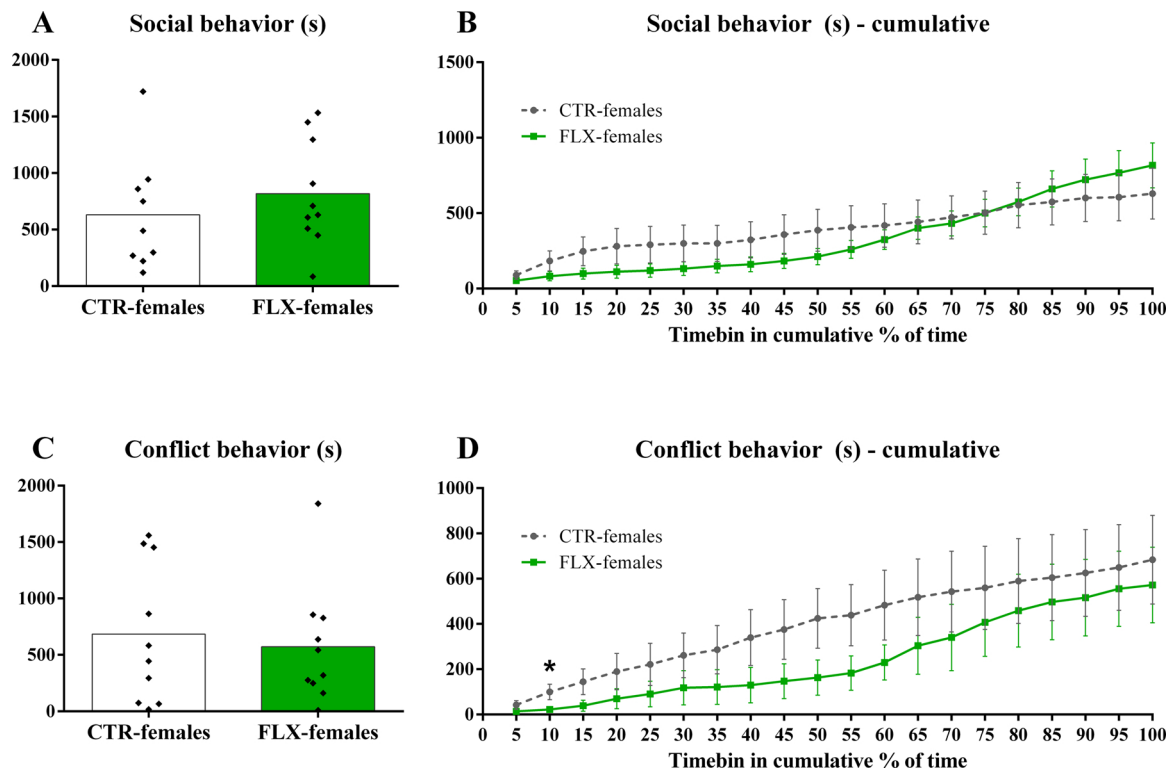 A
Social behavior (s)
2000
1500
1000
500
0
CTR-females
FLX-females
B
Social behavior (s) - cumulative
1500
1000
500
0
CTR-females
FLX-females
0 5 10 15 20 25 30 35 40 45 50 55 60 65 70 75 80 85 90 95 100
Timebin in cumulative % of time
C
Conflict behavior (s)
2000
1500
1000
500
0
CTR-females
FLX-females
D
Conflict behavior (s) - cumulative
1000
800
600
400
200
0
CTR-females
FLX-females
*
0 5 10 15 20 25 30 35 40 45 50 55 60 65 70 75 80 85 90 95 100
Timebin in cumulative % of time